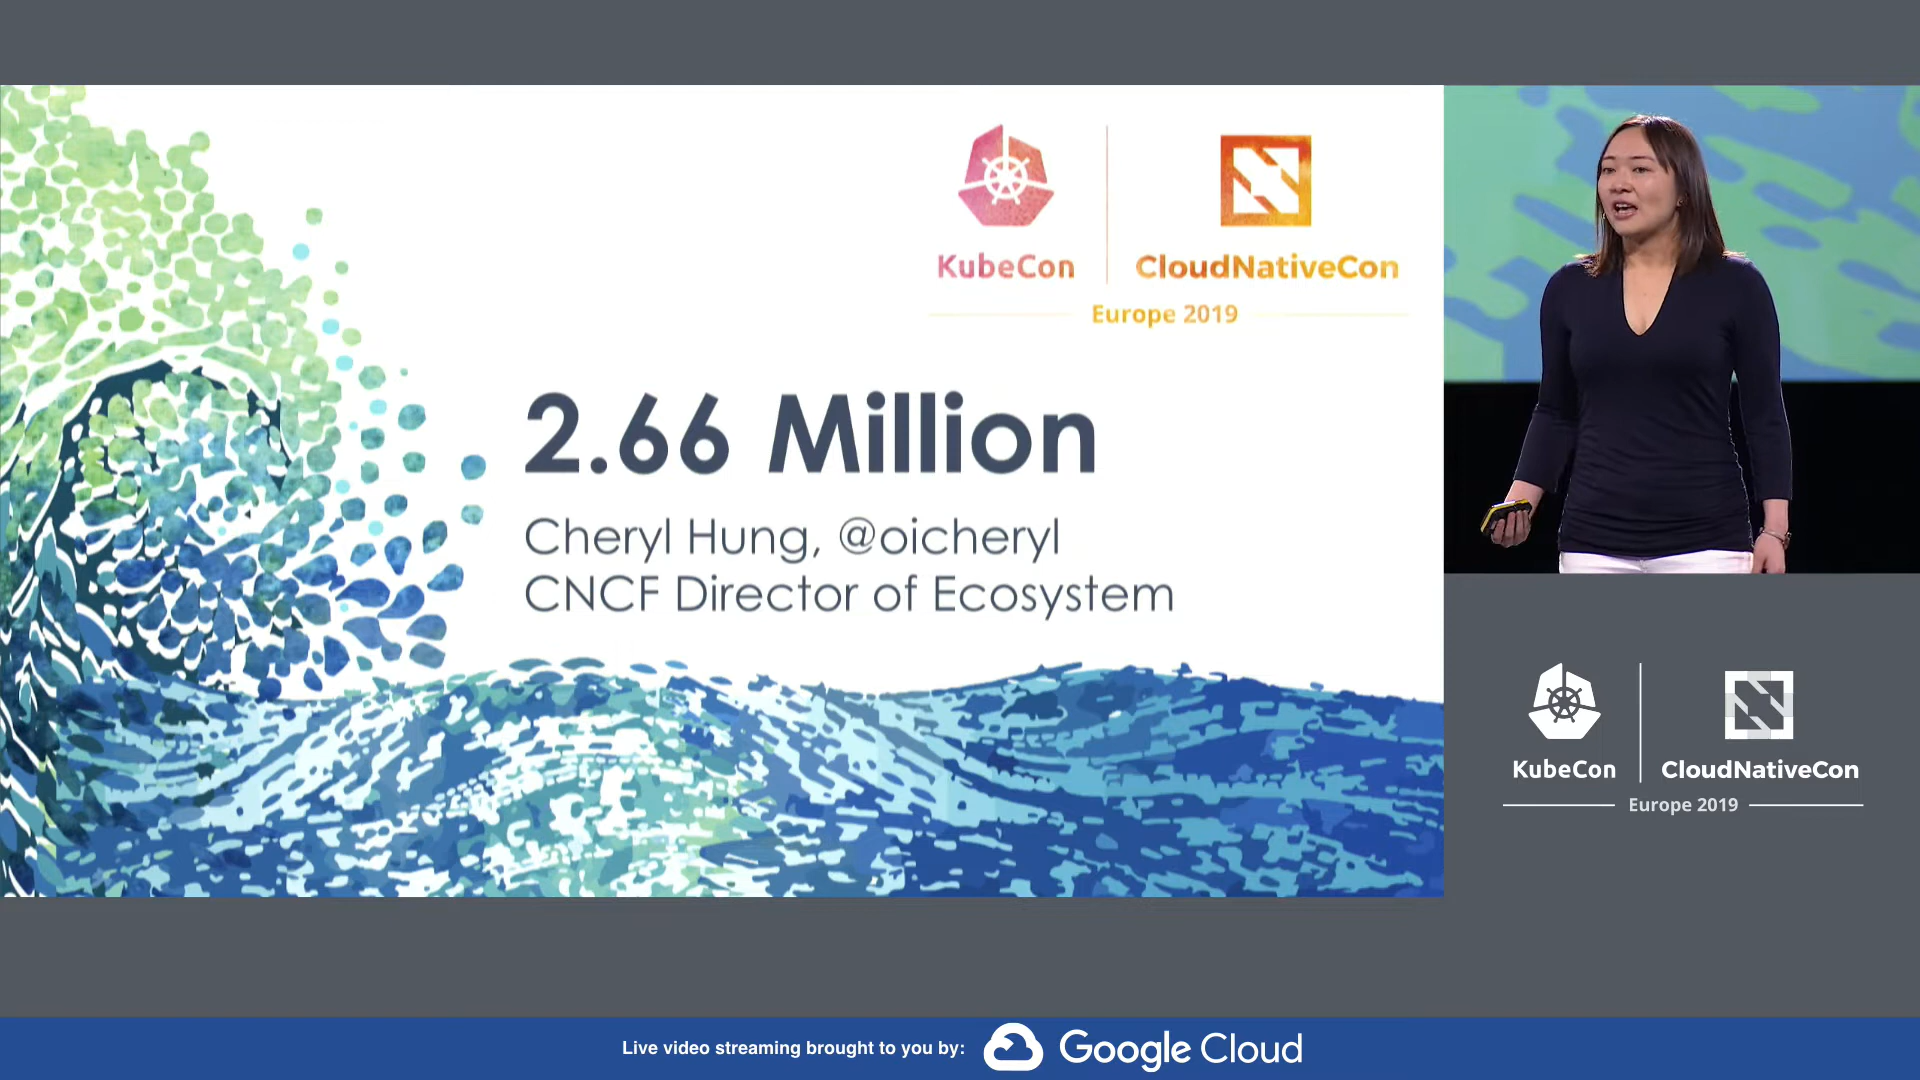 KubeCon
CloudNativeCon
Europe 2019
2.66 Million
Cheryl Hung, @oicheryl
CNCF Director of Ecosystem
KubeCon
CloudNativeCon
Europe 2019
Live video streaming brought to you by:
Google Cloud